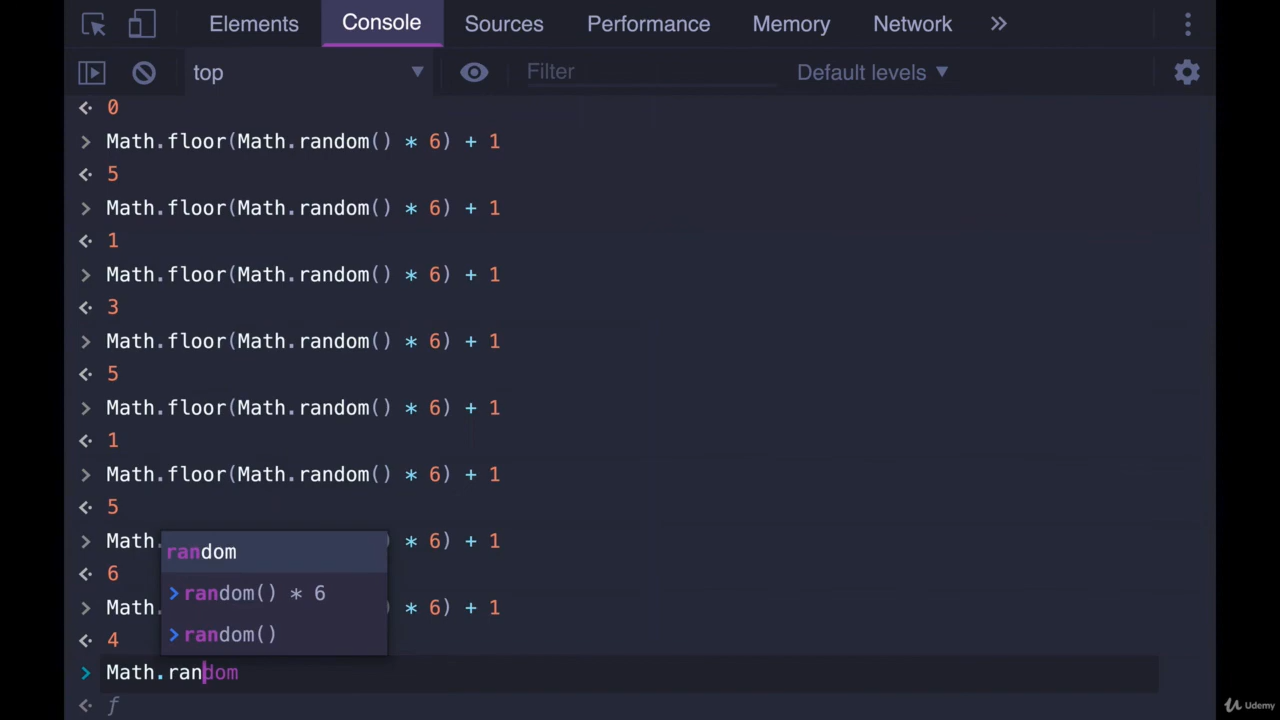 Elements Console Sources Performance Memory Network »
top Filter Default levels
0
Math.floor(Math.random() * 6) + 1
5
Math.floor(Math.random() * 6) + 1
1
Math.floor(Math.random() * 6) + 1
3
Math.floor(Math.random() * 6) + 1
5
Math.floor(Math.random() * 6) + 1
1
Math.floor(Math.random() * 6) + 1
5
Math. * 6) + 1
random
6
random() * 6
Math. ) * 6) + 1
random()
4
Math.random
f
Udemy